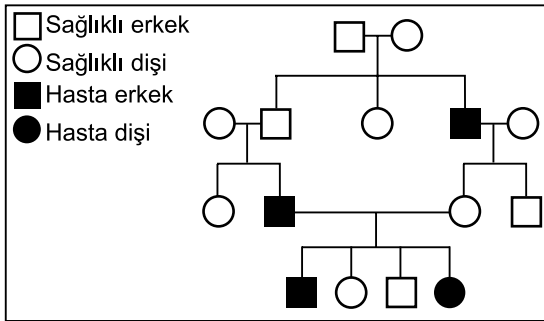 Sağlıklı erkek
Sağlıklı dişi
Hasta erkek
Hasta dişi